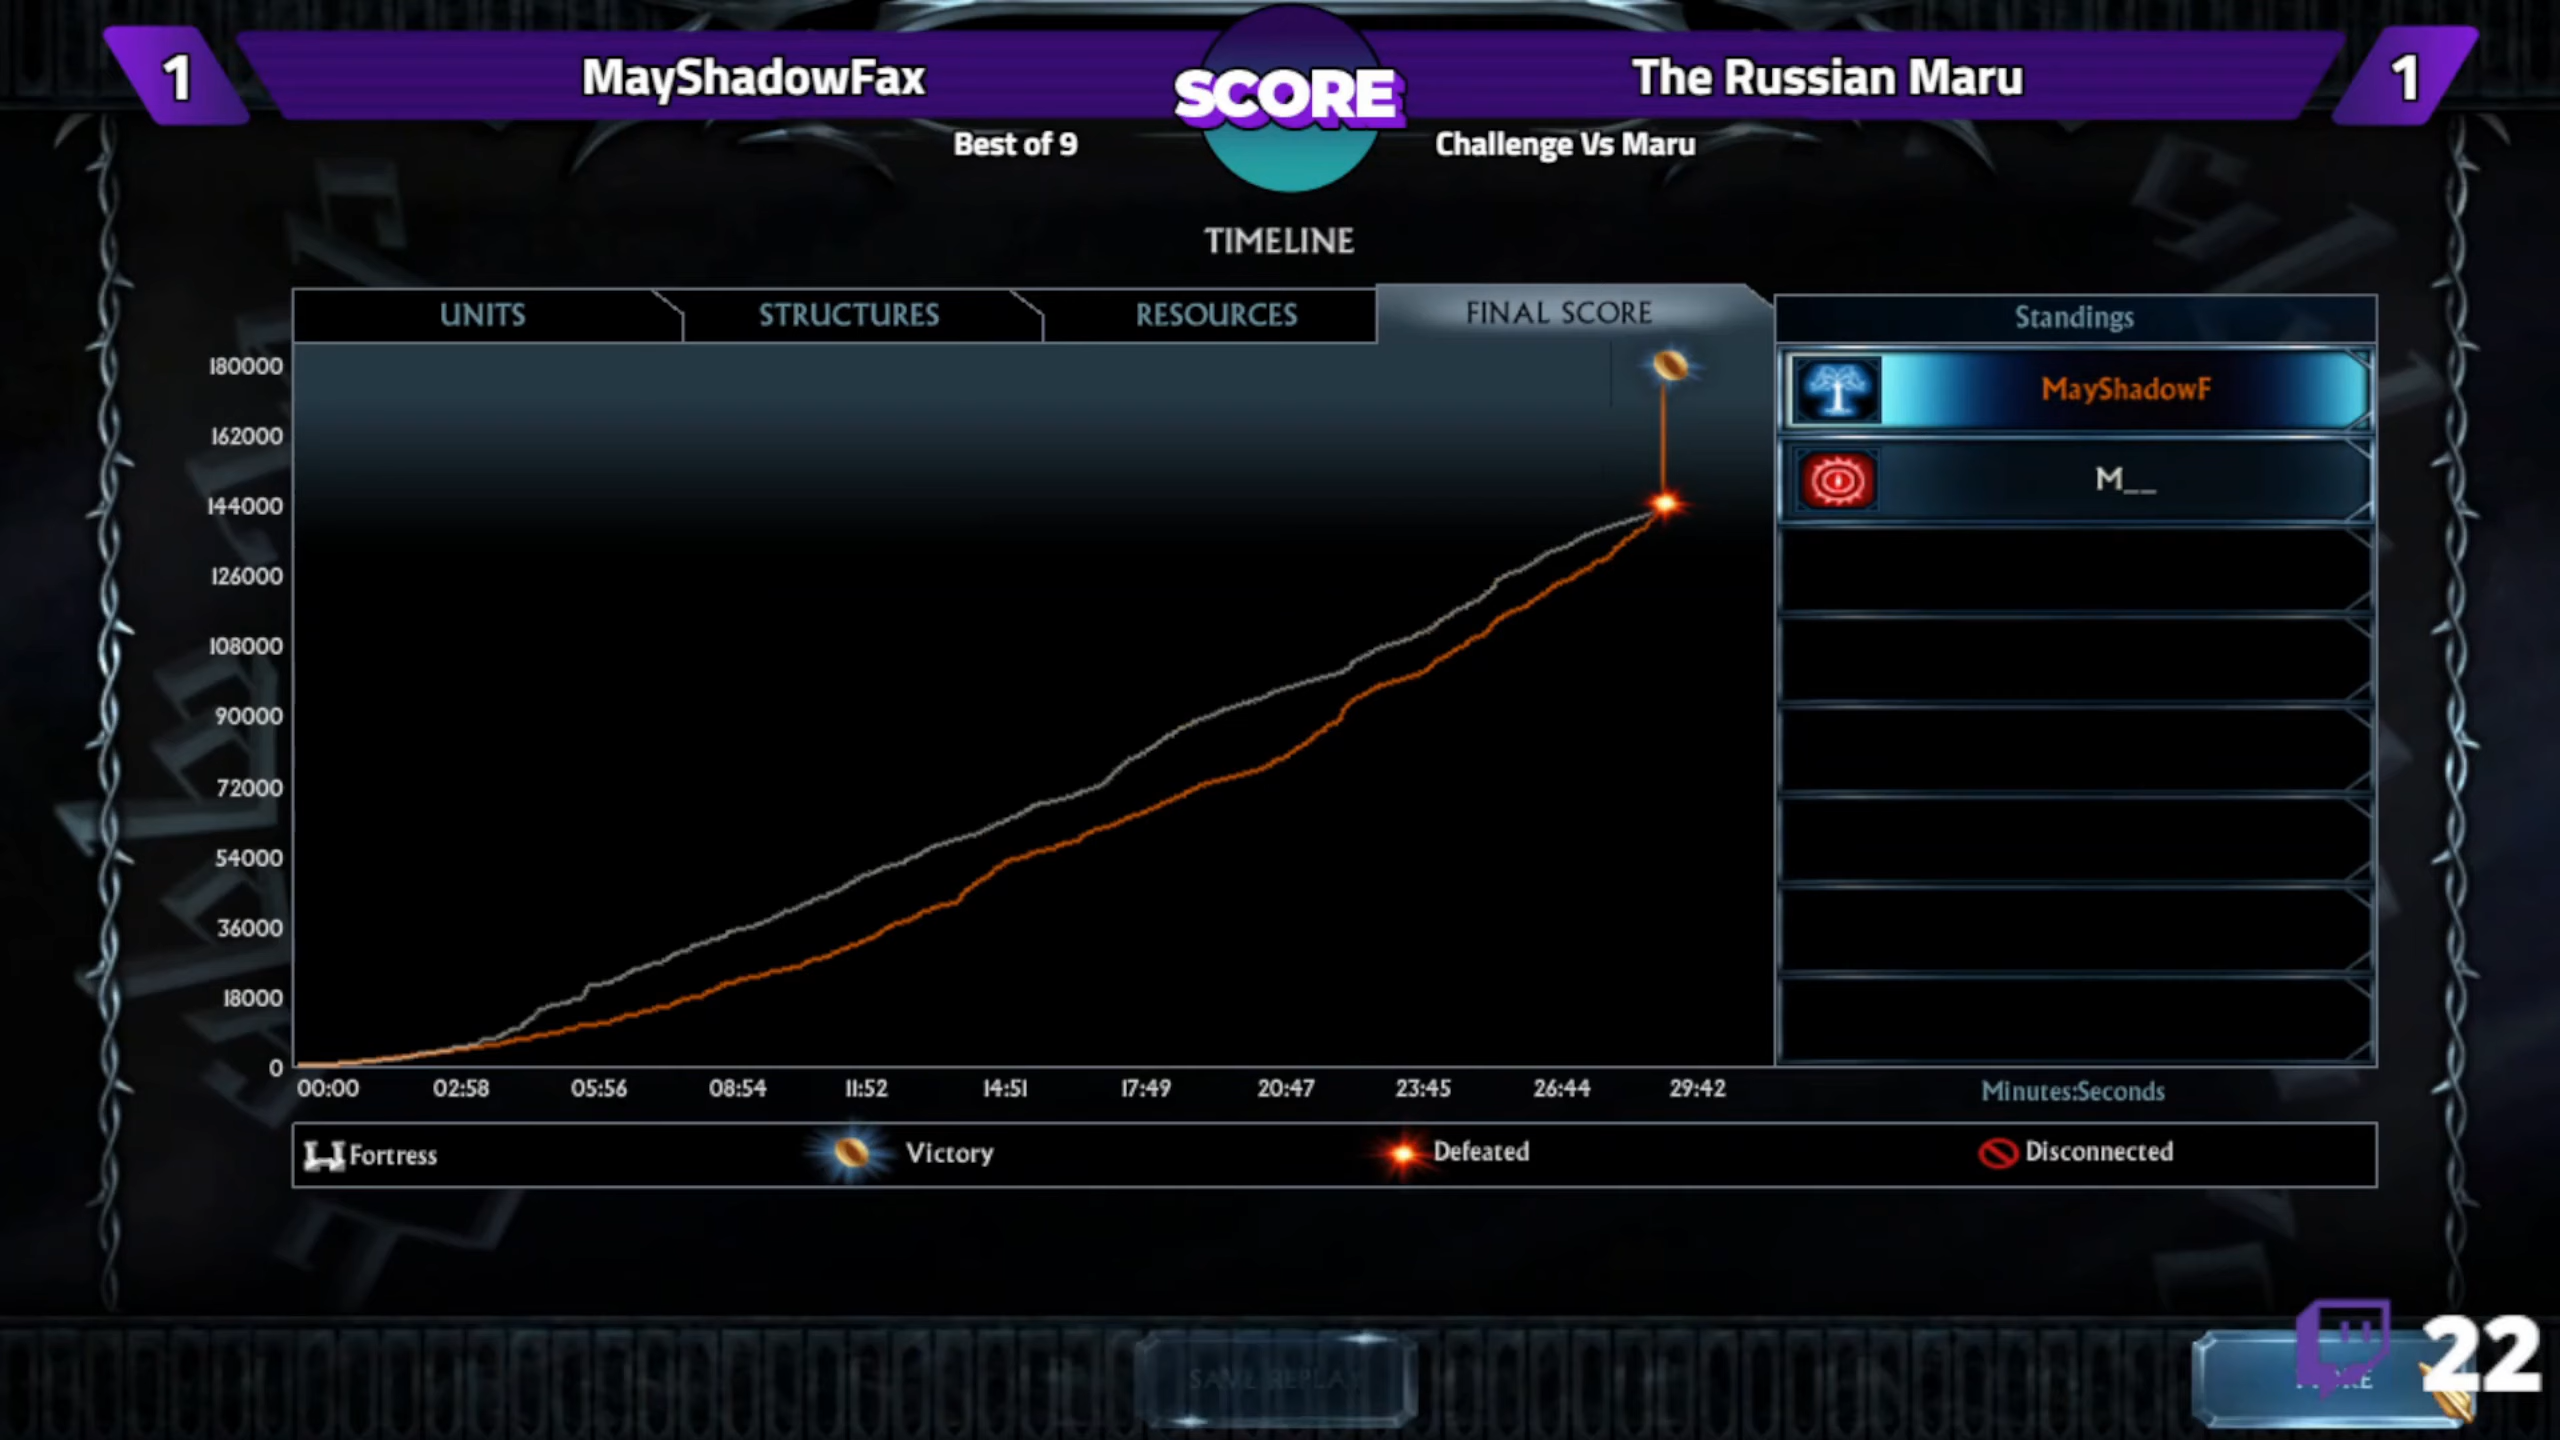 1
MayShadowFax
SCORE
The Russian Maru
1
Best of 9
Challenge Vs Maru
TIMELINE
UNITS
STRUCTURES
RESOURCES
FINAL SCORE
Standings
MayShadowF
M__
180000
162000
144000
126000
108000
90000
72000
54000
36000
18000
0
00:00
02:58
05:56
08:54
11:52
14:51
17:49
20:47
23:45
26:44
29:42
Minutes:Seconds
Fortress
Victory
Defeated
Disconnected
SAVE REPLAY
22